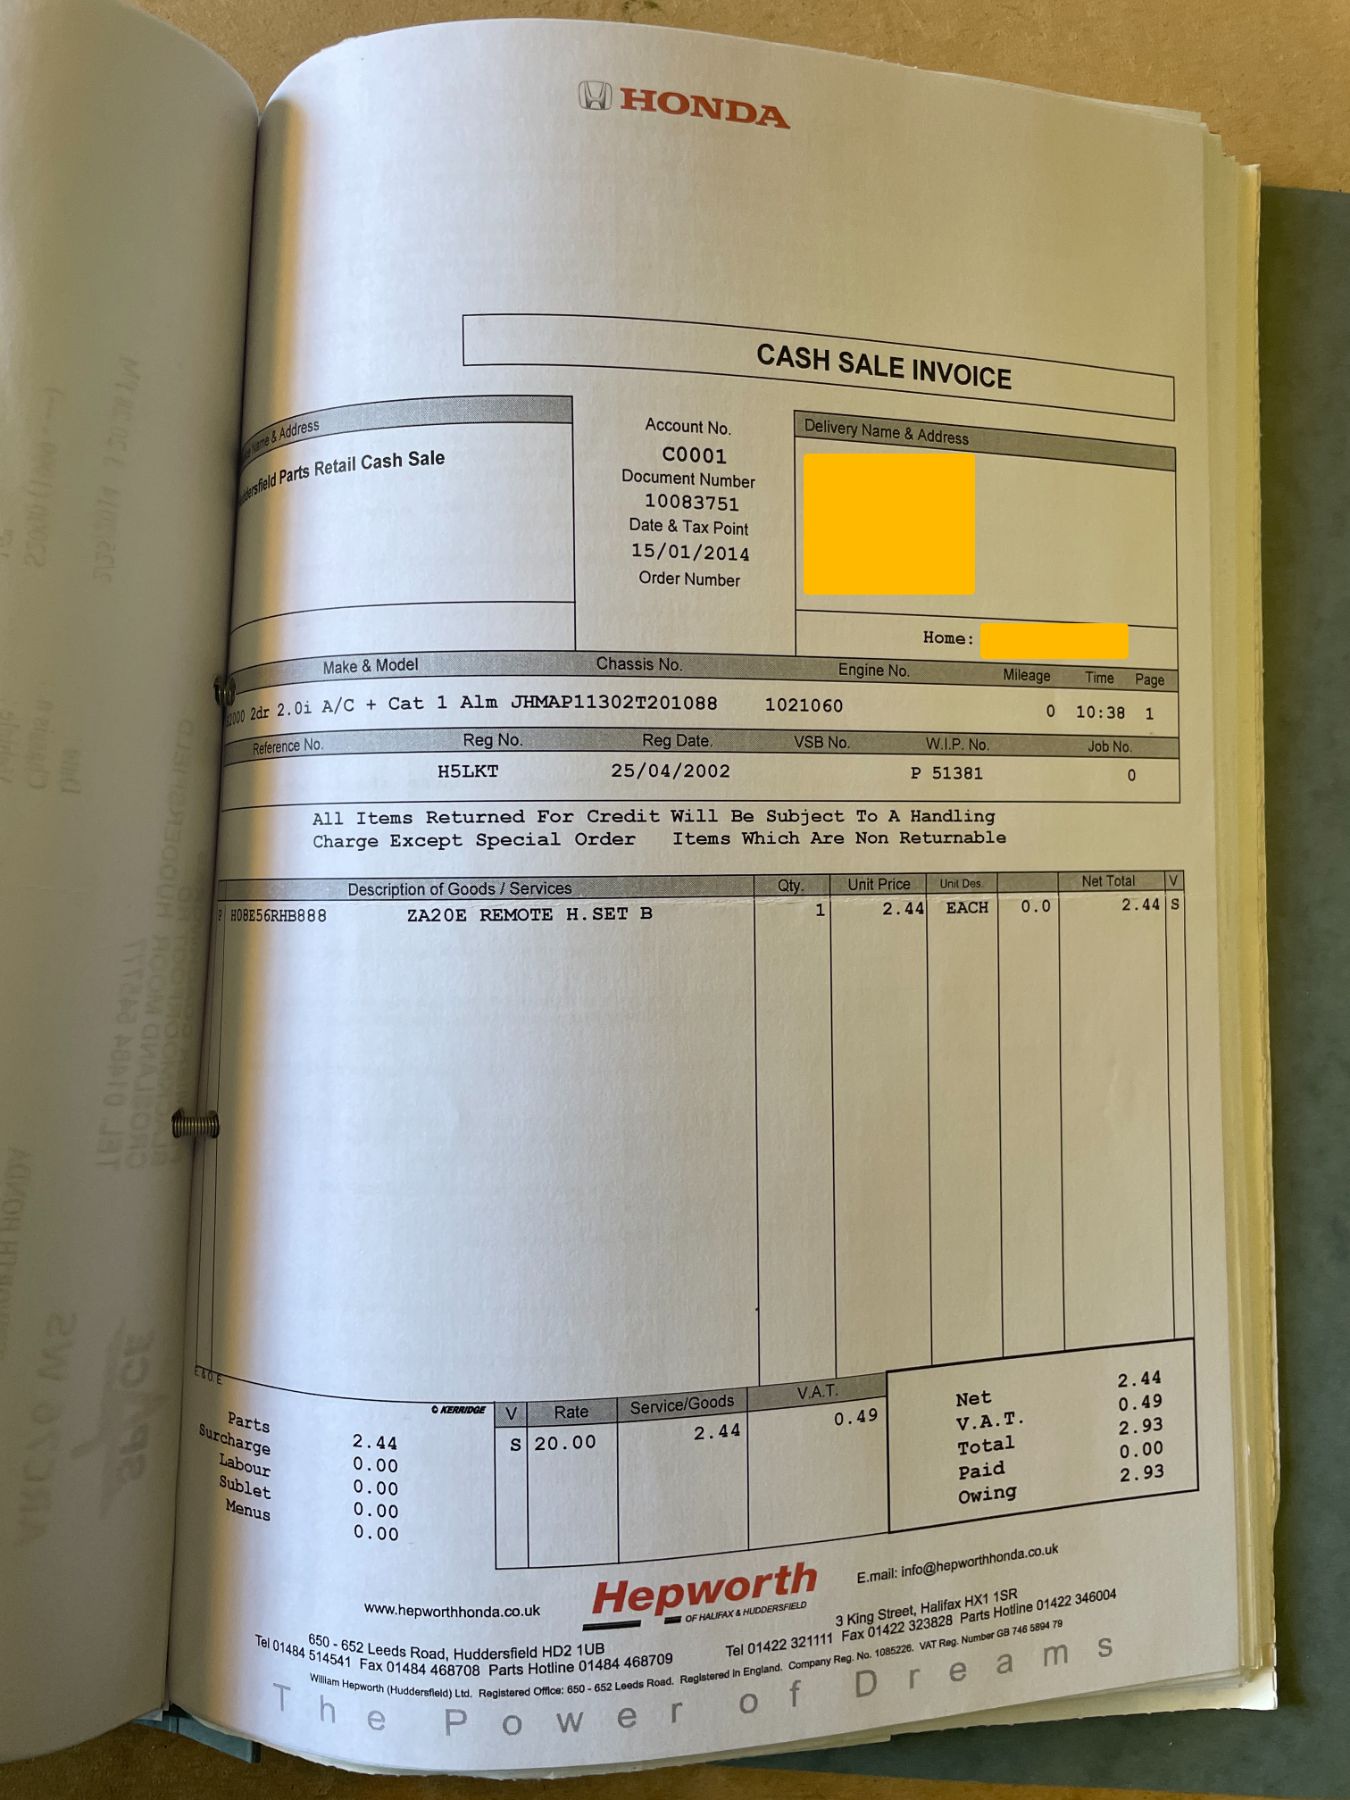 HONDA
CASH SALE INVOICE
Name & Address
Parts Retail Cash Sale
Account No.
C0001
Document Number
10083751
Date & Tax Point
15/01/2014
Order Number
Delivery Name & Address
Home:
Make & Model Chassis No. Engine No. Mileage Time Page
2dr 2.0i A/C + Cat 1 Alm JHMAP11302T201088 1021060 0 10:38 1
Reference No. Reg No. Reg Date. VSB No. W.I.P. No. Job No.
H5LKT 25/04/2002 P 51381 0
All Items Returned For Credit Will Be Subject To A Handling
Charge Except Special Order Items Which Are Non Returnable
Description of Goods / Services Qty. Unit Price Unit Des. Net Total V
P H08E56RHB888 ZA20E REMOTE H.SET B 1 2.44 EACH 0.0 2.44 S
E.&O.E
© KERRIDGE
Parts 2.44
Surcharge 0.00
Labour 0.00
Sublet 0.00
Menus 0.00
V Rate Service/Goods V.A.T.
S 20.00 2.44 0.49
Net 2.44
V.A.T. 0.49
Total 2.93
Paid 0.00
Owing 2.93
www.hepworthhonda.co.uk
Hepworth
OF HALIFAX & HUDDERSFIELD
E.mail: info@hepworthhonda.co.uk
650 - 652 Leeds Road, Huddersfield HD2 1UB
Tel 01484 514541 Fax 01484 468708 Parts Hotline 01484 468709
3 King Street, Halifax HX1 1SR
Tel 01422 321111 Fax 01422 323828 Parts Hotline 01422 346004
William Hepworth (Huddersfield) Ltd. Registered Office: 650 - 652 Leeds Road. Registered in England. Company Reg. No. 1085226. VAT Reg. Number GB 746 5894 79
The Power of Dreams